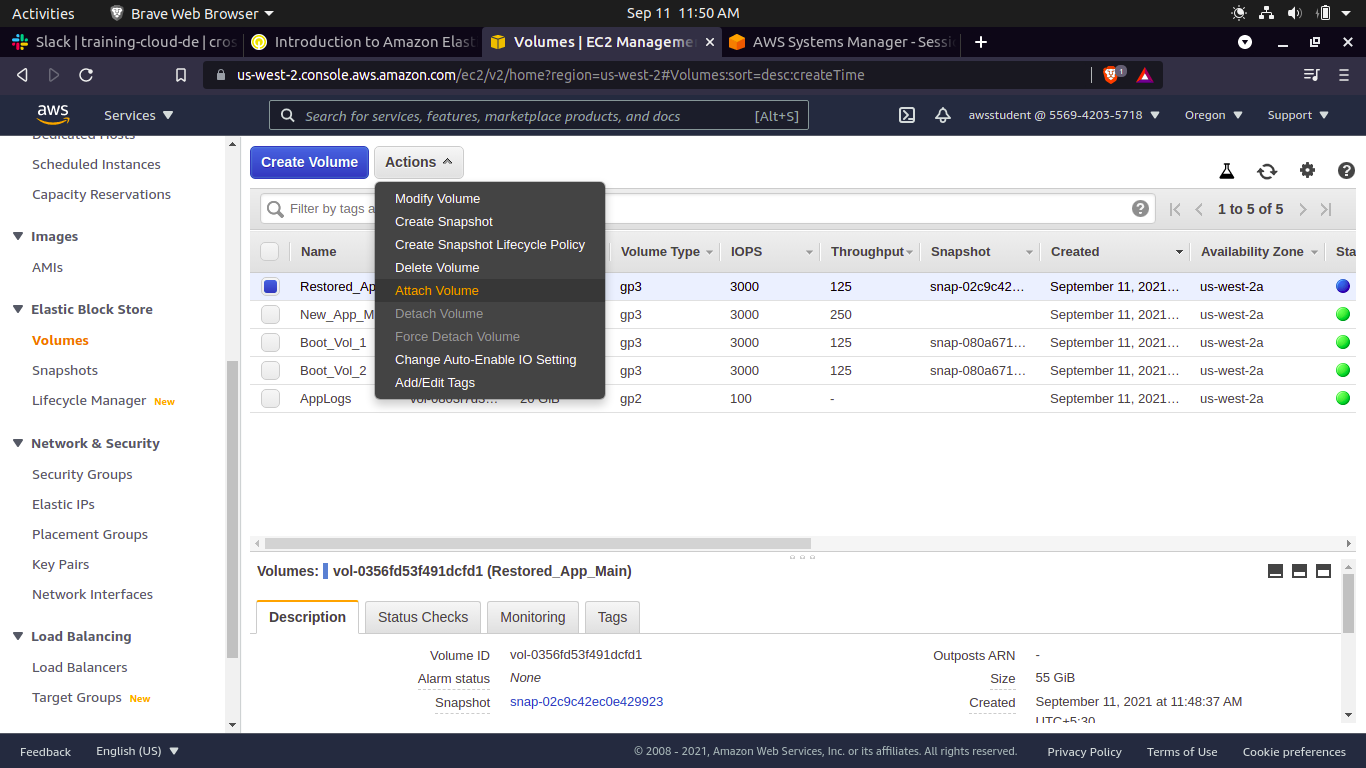 Activities Brave Web Browser Sep 11 11:50 AM
Slack | training-cloud-de | cros Introduction to Amazon Elast Volumes | EC2 Manageme AWS Systems Manager - Sessi
us-west-2.console.aws.amazon.com/ec2/v2/home?region=us-west-2#Volumes:sort=desc:createTime 1
aws Services Search for services, features, marketplace products, and docs [Alt+S] awsstudent @ 5569-4203-5718 Oregon Support
Dedicated Hosts
Scheduled Instances
Capacity Reservations
Images
AMIs
Elastic Block Store
Volumes
Snapshots
Lifecycle Manager New
Network & Security
Security Groups
Elastic IPs
Placement Groups
Key Pairs
Network Interfaces
Load Balancing
Load Balancers
Target Groups New
Create Volume Actions
Modify Volume
Create Snapshot
Create Snapshot Lifecycle Policy
Delete Volume
Attach Volume
Detach Volume
Force Detach Volume
Change Auto-Enable IO Setting
Add/Edit Tags
Filter by tags a 1 to 5 of 5
Name Volume Type IOPS Throughput Snapshot Created Availability Zone Sta
Restored_Ap gp3 3000 125 snap-02c9c42... September 11, 2021... us-west-2a
New_App_M gp3 3000 250 September 11, 2021... us-west-2a
Boot_Vol_1 gp3 3000 125 snap-080a671... September 11, 2021... us-west-2a
Boot_Vol_2 gp3 3000 125 snap-080a671... September 11, 2021... us-west-2a
AppLogs 20 GiB gp2 100 - September 11, 2021... us-west-2a
Volumes: vol-0356fd53f491dcfd1 (Restored_App_Main)
Description Status Checks Monitoring Tags
Volume ID vol-0356fd53f491dcfd1 Outposts ARN -
Alarm status None Size 55 GiB
Snapshot snap-02c9c42ec0e429923 Created September 11, 2021 at 11:48:37 AM
UTC+5:30
Feedback English (US) © 2008 - 2021, Amazon Web Services, Inc. or its affiliates. All rights reserved. Privacy Policy Terms of Use Cookie preferences